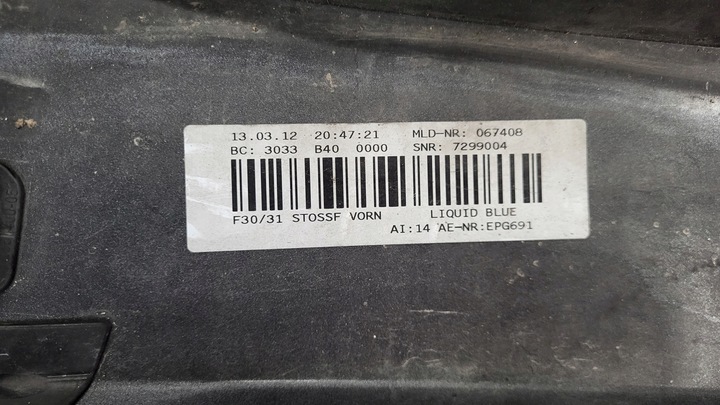 13.03.12 20:47:21 MLD-NR: 067408
BC: 3033 B40 0000 SNR: 7299004
F30/31 STOSSF VORN LIQUID BLUE
AI:14 AE-NR:EPG691